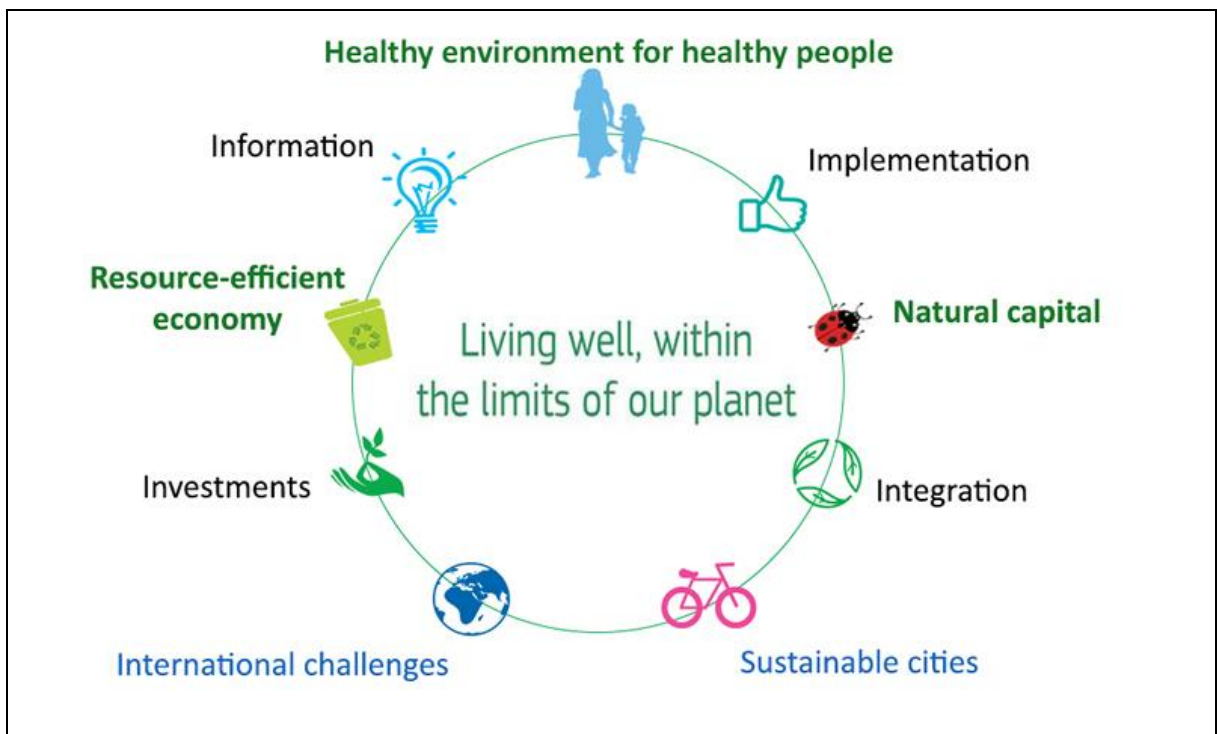 Healthy environment for healthy people
Information
Implementation
Resource-efficient
economy
Natural capital
Living well, within
the limits of our planet
Investments
Integration
International challenges
Sustainable cities